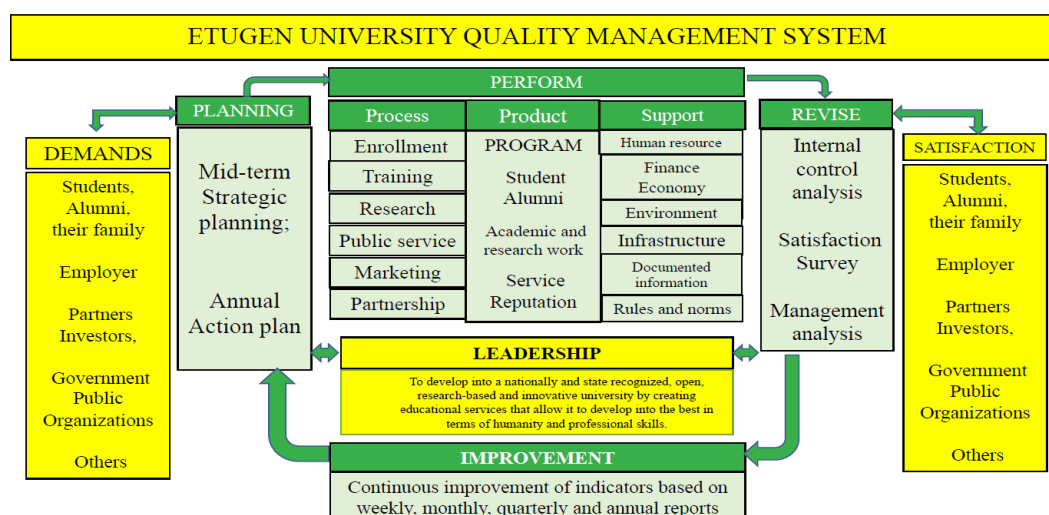 ETUGEN UNIVERSITY QUALITY MANAGEMENT SYSTEM
DEMANDS
Students,
Alumni,
their family
Employer
Partners
Investors,
Government
Public
Organizations
Others
PLANNING
Mid-term
Strategic
planning;
Annual
Action plan
PERFORM
Process
Enrollment
Training
Research
Public service
Marketing
Partnership
Product
PROGRAM
Student
Alumni
Academic and
research work
Service
Reputation
Support
Human resource
Finance
Economy
Environment
Infrastructure
Documented
information
Rules and norms
LEADERSHIP
To develop into a nationally and state recognized, open,
research-based and innovative university by creating
educational services that allow it to develop into the best in
terms of humanity and professional skills.
IMPROVEMENT
Continuous improvement of indicators based on
weekly, monthly, quarterly and annual reports
REVISE
Internal
control
analysis
Satisfaction
Survey
Management
analysis
SATISFACTION
Students,
Alumni,
their family
Employer
Partners
Investors,
Government
Public
Organizations
Others